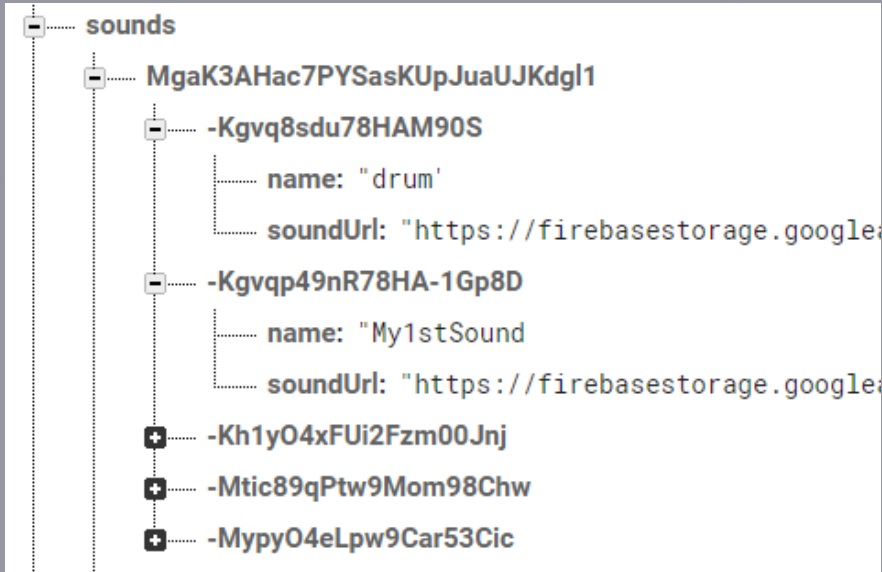 sounds
MgaK3AHac7PYSasKUpJuaUJKdgl1
-Kgvq8sdu78HAM90S
name: "drum'
soundUrl: "https://firebasestorage.googlea
-Kgvqp49nR78HA-1Gp8D
name: "My1stSound
soundUrl: "https://firebasestorage.googlea
-Kh1yO4xFUi2Fzm00Jnj
-Mtic89qPtw9Mom98Chw
-MypyO4eLpw9Car53Cic